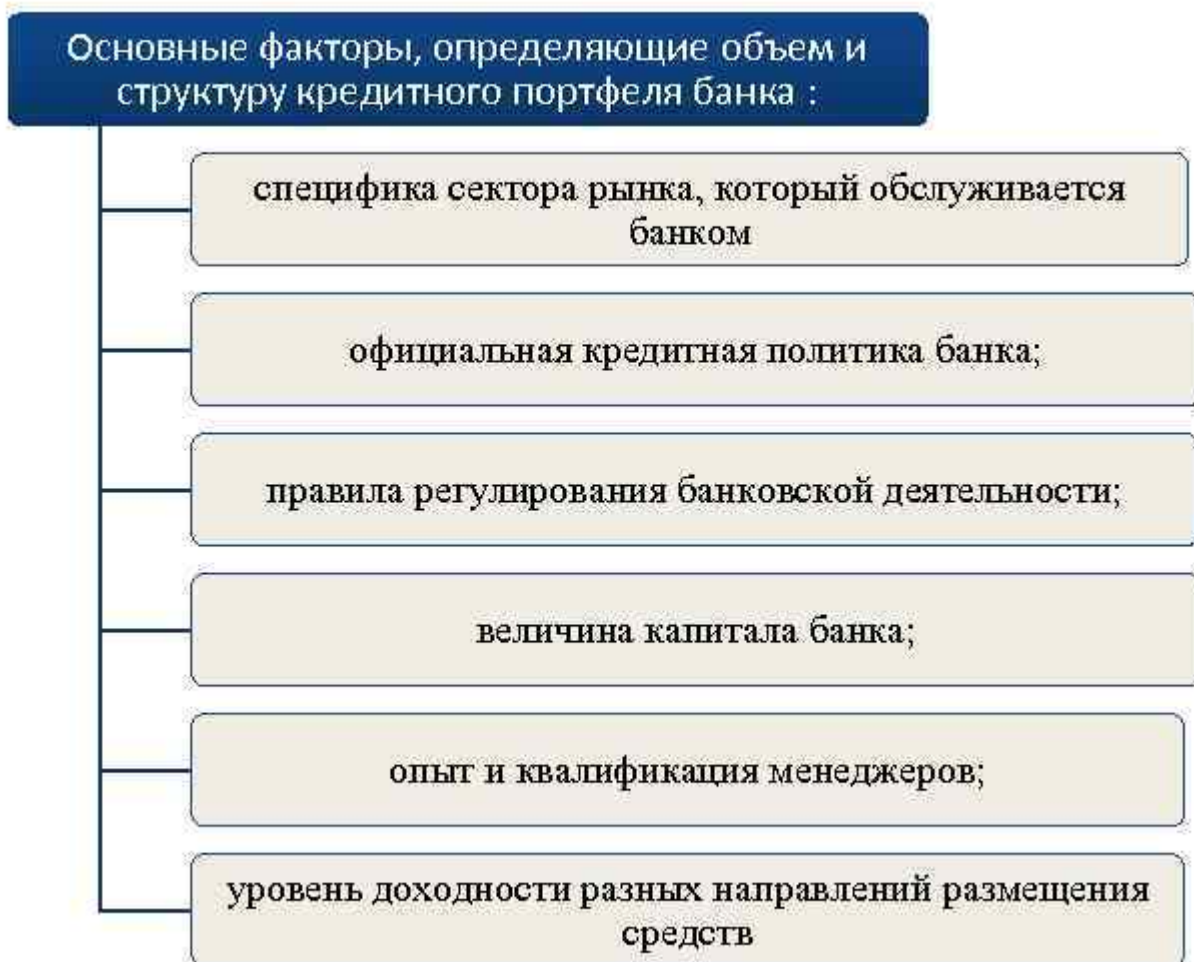 Основные факторы, определяющие объем и
структуру кредитного портфеля банка :
специфика сектора рынка, который обслуживается
банком
официальная кредитная политика банка;
правила регулирования банковской деятельности;
величина капитала банка;
опыт и квалификация менеджеров;
уровень доходности разных направлений размещения
средств